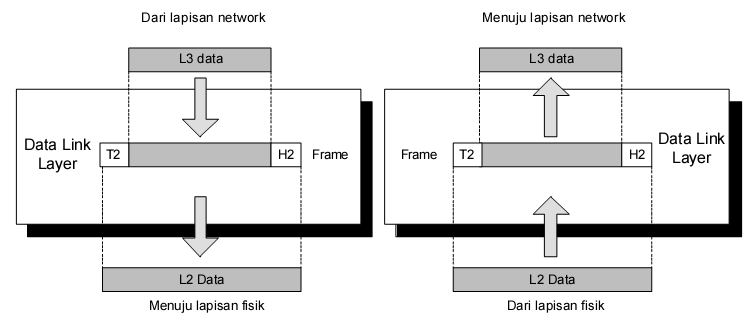 Dari lapisan network
L3 data
Data Link
Layer
T2
H2
Frame
L2 Data
Menuju lapisan fisik
Menuju lapisan network
L3 data
Frame
T2
H2
Data Link
Layer
L2 Data
Dari lapisan fisik